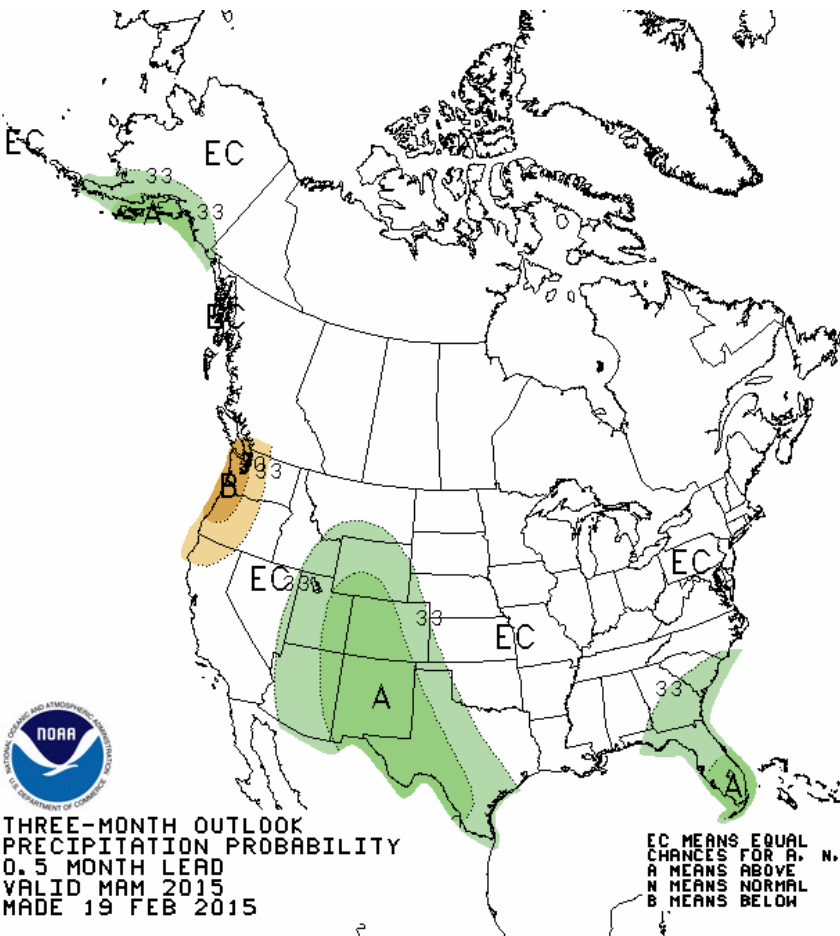 EC
EC
33
33
A
EC
33
B
EC
33
33
EC
EC
A
33
A
NOAA
NATIONAL OCEANIC AND ATMOSPHERIC ADMINISTRATION
U.S. DEPARTMENT OF COMMERCE
THREE-MONTH OUTLOOK
PRECIPITATION PROBABILITY
0.5 MONTH LEAD
VALID MAM 2015
MADE 19 FEB 2015
EC MEANS EQUAL
CHANCES FOR A, N,
A MEANS ABOVE
N MEANS NORMAL
B MEANS BELOW